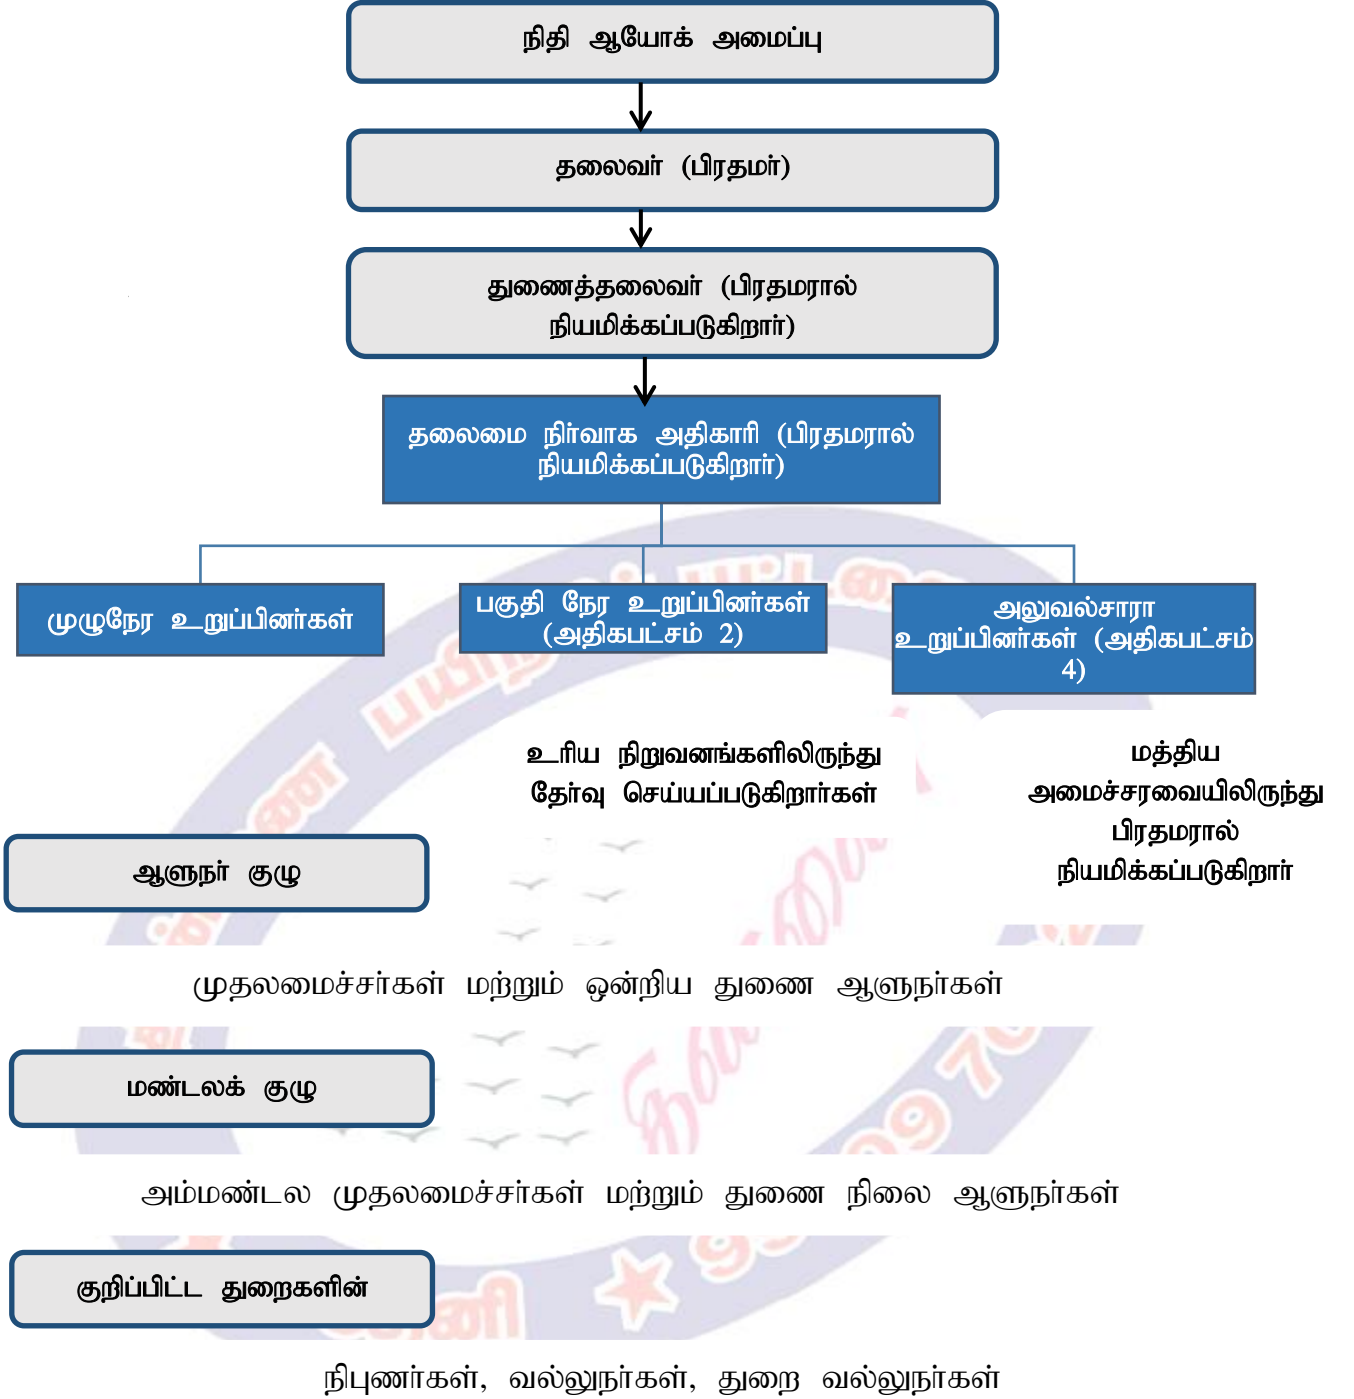 நிதி ஆயோக் அமைப்பு
தலைவர் (பிரதமர்)
துணைத்தலைவர் (பிரதமரால்
நியமிக்கப்படுகிறார்)
தலைமை நிர்வாக அதிகாரி (பிரதமரால்
நியமிக்கப்படுகிறார்)
முழுநேர உறுப்பினர்கள்
பகுதி நேர உறுப்பினர்கள்
(அதிகபட்சம் 2)
அலுவல்சாரா
உறுப்பினர்கள் (அதிகபட்சம்
4)
உரிய நிறுவனங்களிலிருந்து
தேர்வு செய்யப்படுகிறார்கள்
மத்திய
அமைச்சரவையிலிருந்து
பிரதமரால்
நியமிக்கப்படுகிறார்
ஆளுநர் குழு
முதலமைச்சர்கள் மற்றும் ஒன்றிய துணை ஆளுநர்கள்
மண்டலக் குழு
அம்மண்டல முதலமைச்சர்கள் மற்றும் துணை நிலை ஆளுநர்கள்
குறிப்பிட்ட துறைகளின்
நிபுணர்கள், வல்லுநர்கள், துறை வல்லுநர்கள்